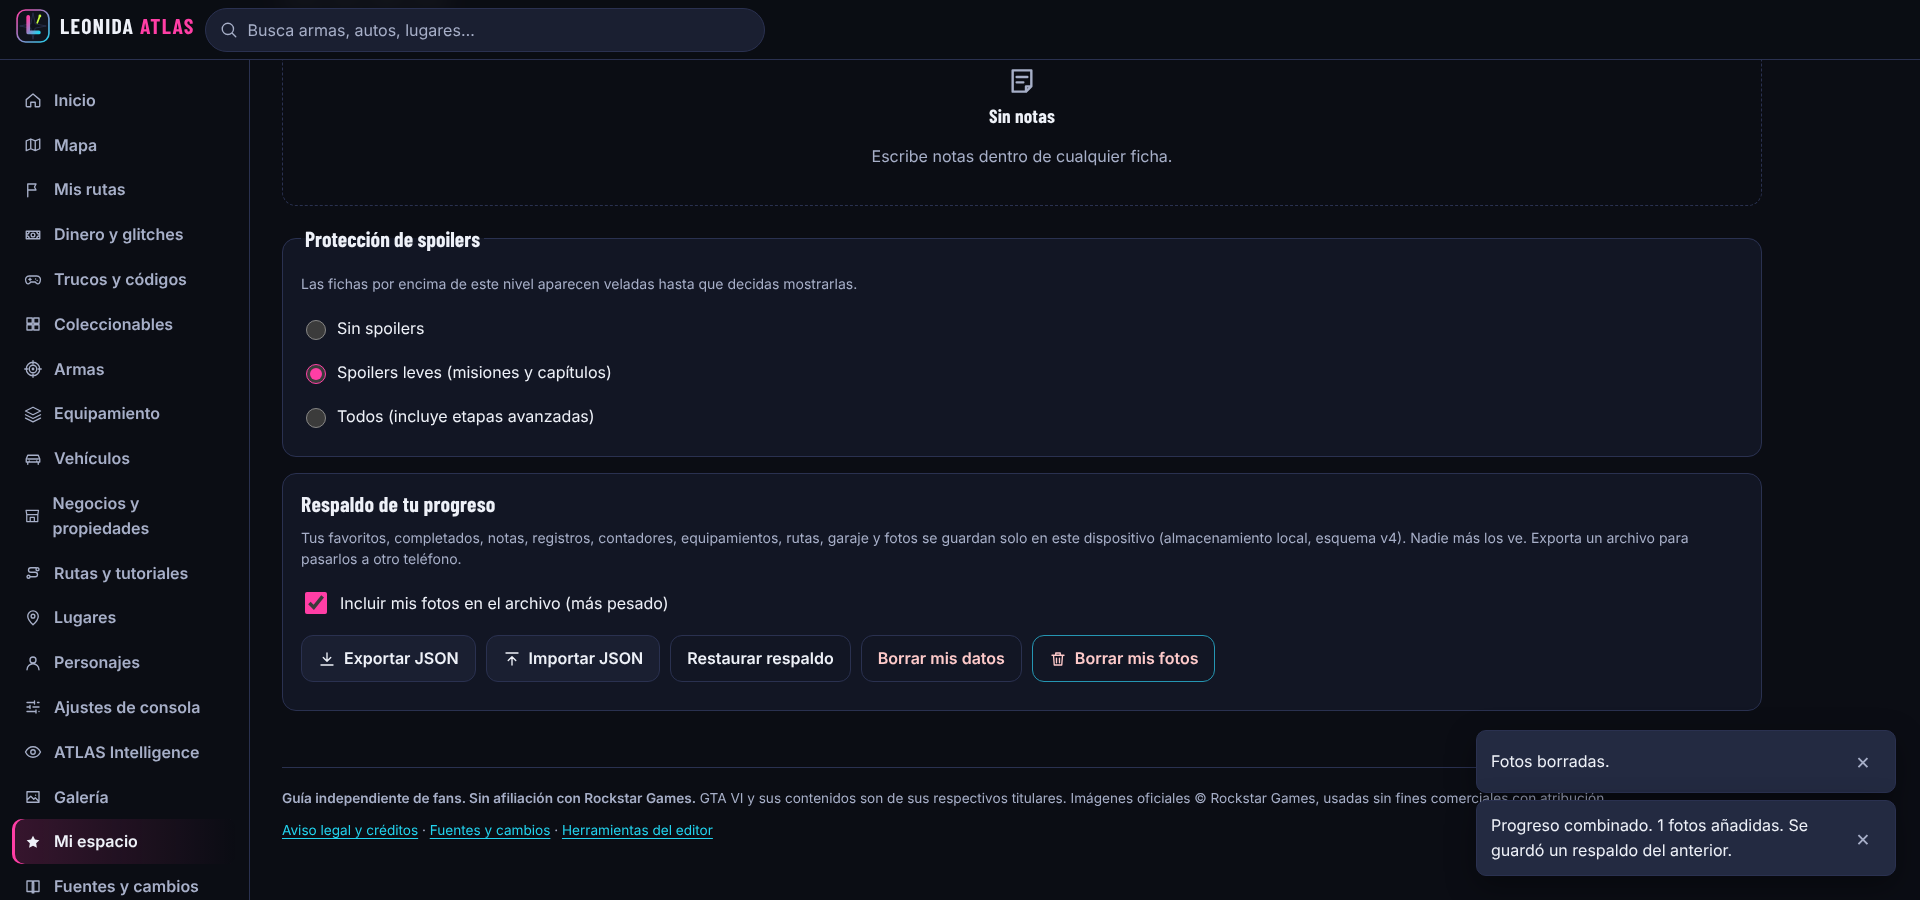 LEONIDA ATLAS
Busca armas, autos, lugares...
Inicio
Mapa
Mis rutas
Dinero y glitches
Trucos y códigos
Coleccionables
Armas
Equipamiento
Vehículos
Negocios y
propiedades
Rutas y tutoriales
Lugares
Personajes
Ajustes de consola
ATLAS Intelligence
Galería
Mi espacio
Fuentes y cambios
Sin notas
Escribe notas dentro de cualquier ficha.
Protección de spoilers
Las fichas por encima de este nivel aparecen veladas hasta que decidas mostrarlas.
Sin spoilers
Spoilers leves (misiones y capítulos)
Todos (incluye etapas avanzadas)
Respaldo de tu progreso
Tus favoritos, completados, notas, registros, contadores, equipamientos, rutas, garaje y fotos se guardan solo en este dispositivo (almacenamiento local, esquema v4). Nadie más los ve. Exporta un archivo para
pasarlos a otro teléfono.
Incluir mis fotos en el archivo (más pesado)
Exportar JSON
Importar JSON
Restaurar respaldo
Borrar mis datos
Borrar mis fotos
Guía independiente de fans. Sin afiliación con Rockstar Games. GTA VI y sus contenidos son de sus respectivos titulares. Imágenes oficiales © Rockstar Games, usadas sin fines comerciales con atribución.
Aviso legal y créditos · Fuentes y cambios · Herramientas del editor
Fotos borradas.
Progreso combinado. 1 fotos añadidas. Se
guardó un respaldo del anterior.